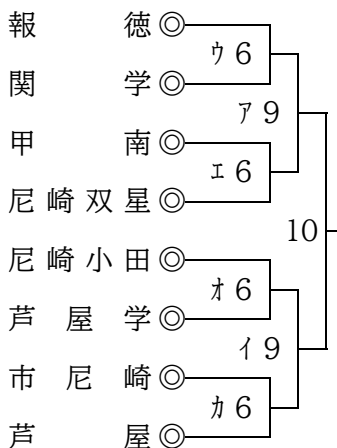 報徳◎
ウ6
関学◎
ア9
甲南◎
エ6
尼崎双星◎
10
尼崎小田◎
オ6
芦屋学◎
イ9
市尼崎◎
カ6
芦屋◎